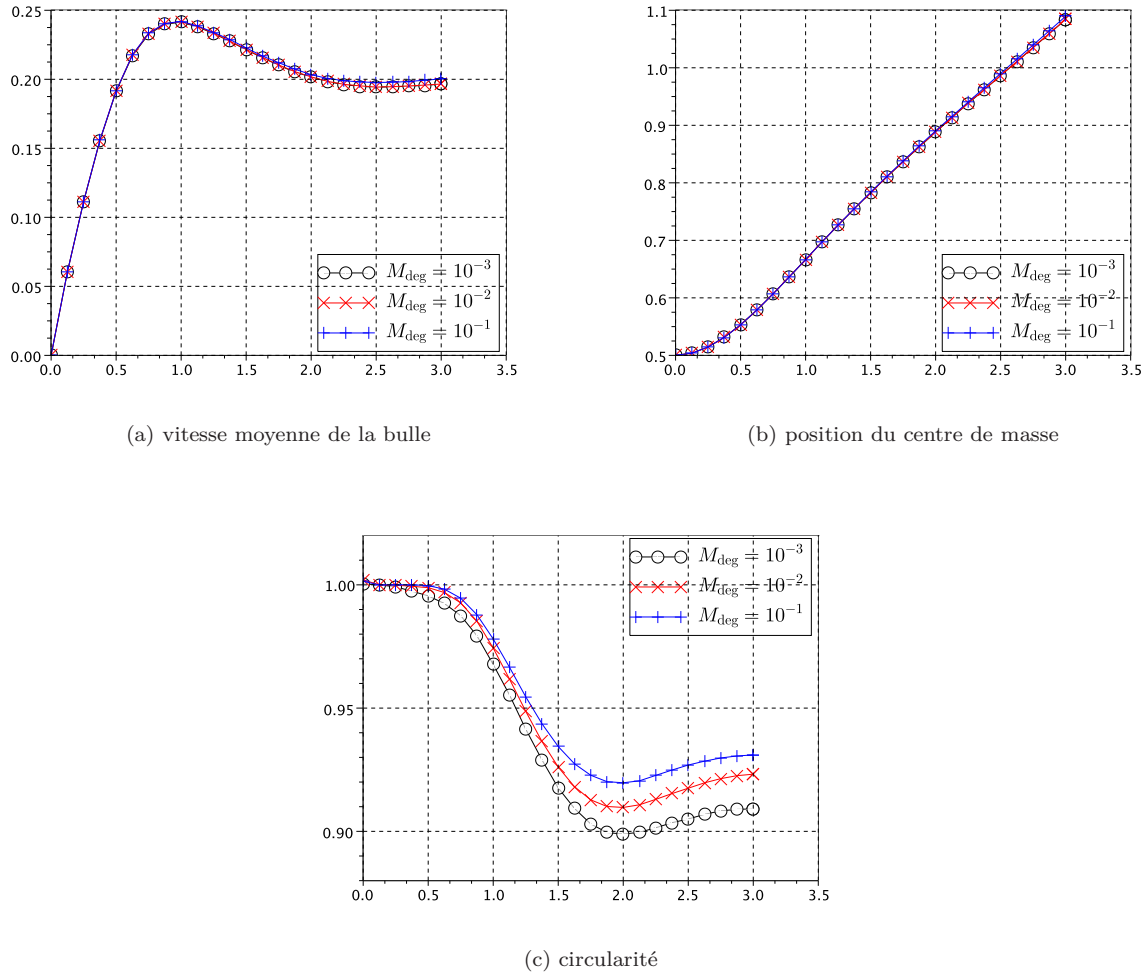 0.25
0.20
0.15
0.10
0.05
0.00
0.0 0.5 1.0 1.5 2.0 2.5 3.0 3.5
M_deg = 10^-3
M_deg = 10^-2
M_deg = 10^-1
(a) vitesse moyenne de la bulle
1.1
1.0
0.9
0.8
0.7
0.6
0.5
0.0 0.5 1.0 1.5 2.0 2.5 3.0 3.5
M_deg = 10^-3
M_deg = 10^-2
M_deg = 10^-1
(b) position du centre de masse
1.00
0.95
0.90
0.0 0.5 1.0 1.5 2.0 2.5 3.0 3.5
M_deg = 10^-3
M_deg = 10^-2
M_deg = 10^-1
(c) circularité